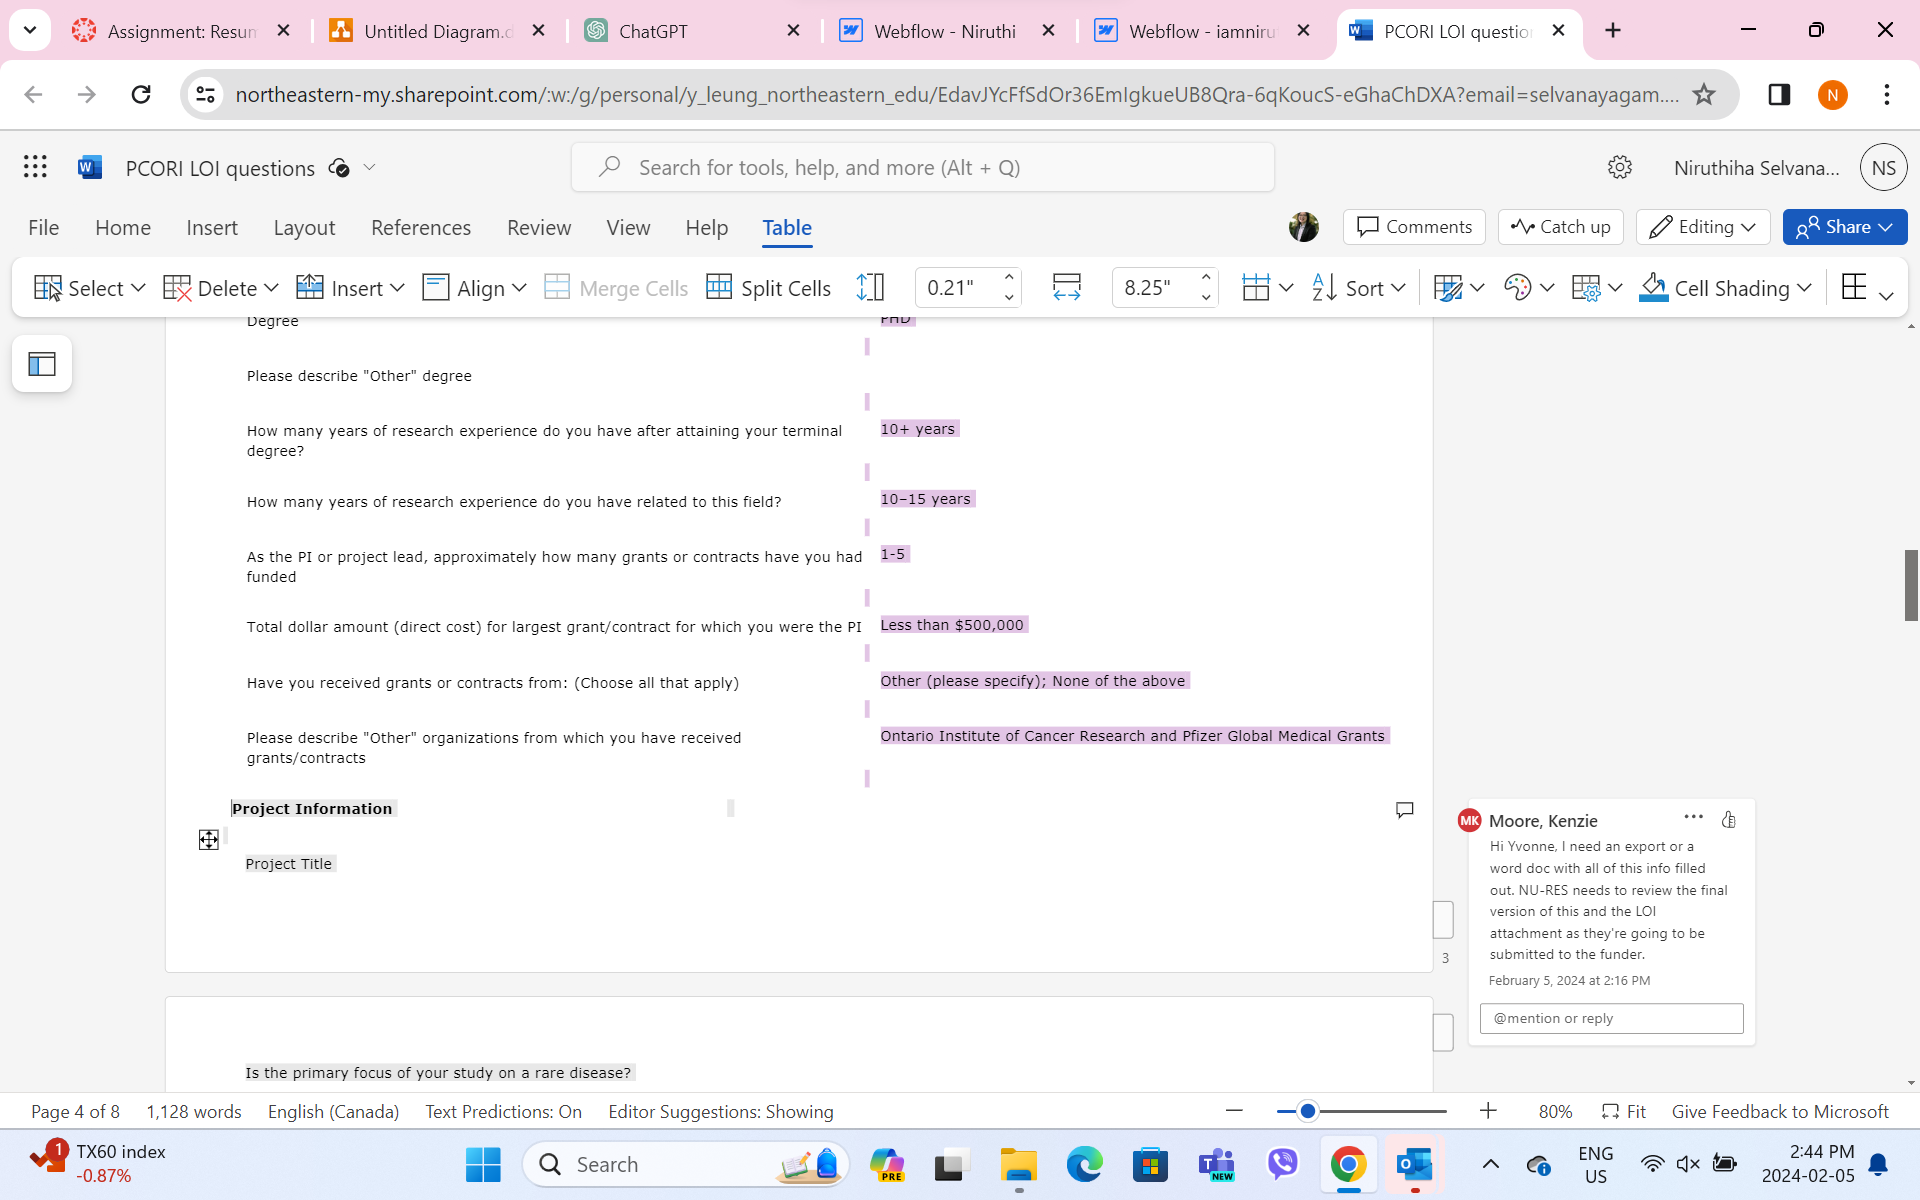 Assignment: Resum
Untitled Diagram.d
ChatGPT
Webflow - Niruthi
Webflow - iamniru
PCORI LOI questio
northeastern-my.sharepoint.com/:w:/g/personal/y_leung_northeastern_edu/EdavJYcFfSdOr36EmIgkueUB8Qra-6qKoucS-eGhaChDXA?email=selvanayagam....
N
PCORI LOI questions
Search for tools, help, and more (Alt + Q)
Niruthiha Selvana...
NS
File
Home
Insert
Layout
References
Review
View
Help
Table
Comments
Catch up
Editing
Share
Select
Delete
Insert
Align
Merge Cells
Split Cells
0.21"
8.25"
Sort
Cell Shading
Degree
PHD
Please describe "Other" degree
How many years of research experience do you have after attaining your terminal
degree?
10+ years
How many years of research experience do you have related to this field?
10–15 years
As the PI or project lead, approximately how many grants or contracts have you had
funded
1-5
Total dollar amount (direct cost) for largest grant/contract for which you were the PI
Less than $500,000
Have you received grants or contracts from: (Choose all that apply)
Other (please specify); None of the above
Please describe "Other" organizations from which you have received
grants/contracts
Ontario Institute of Cancer Research and Pfizer Global Medical Grants
Project Information
Project Title
3
MK
Moore, Kenzie
Hi Yvonne, I need an export or a
word doc with all of this info filled
out. NU-RES needs to review the final
version of this and the LOI
attachment as they're going to be
submitted to the funder.
February 5, 2024 at 2:16 PM
@mention or reply
Is the primary focus of your study on a rare disease?
Page 4 of 8
1,128 words
English (Canada)
Text Predictions: On
Editor Suggestions: Showing
80%
Fit
Give Feedback to Microsoft
1
TX60 index
-0.87%
Search
PRE
NEW
ENG
US
2:44 PM
2024-02-05